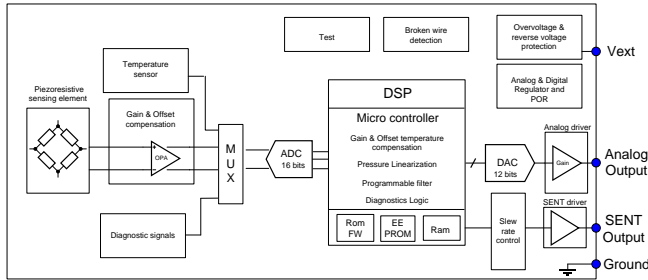 Test
Broken wire
detection
Overvoltage &
reverse voltage
protection
Vext
Temperature
sensor
Analog & Digital
Regulator and
POR
Piezoresistive
sensing element
Gain & Offset
compensation
OPA
M
U
X
ADC
16 bits
DSP
Micro controller
Gain & Offset temperature
compensation
Pressure Linearization
Programmable filter
Diagnostics Logic
Rom
FW
EE
PROM
Ram
DAC
12 bits
Analog driver
Gain
Analog
Output
Diagnostic signals
Slew
rate
control
SENT driver
SENT
Output
Ground